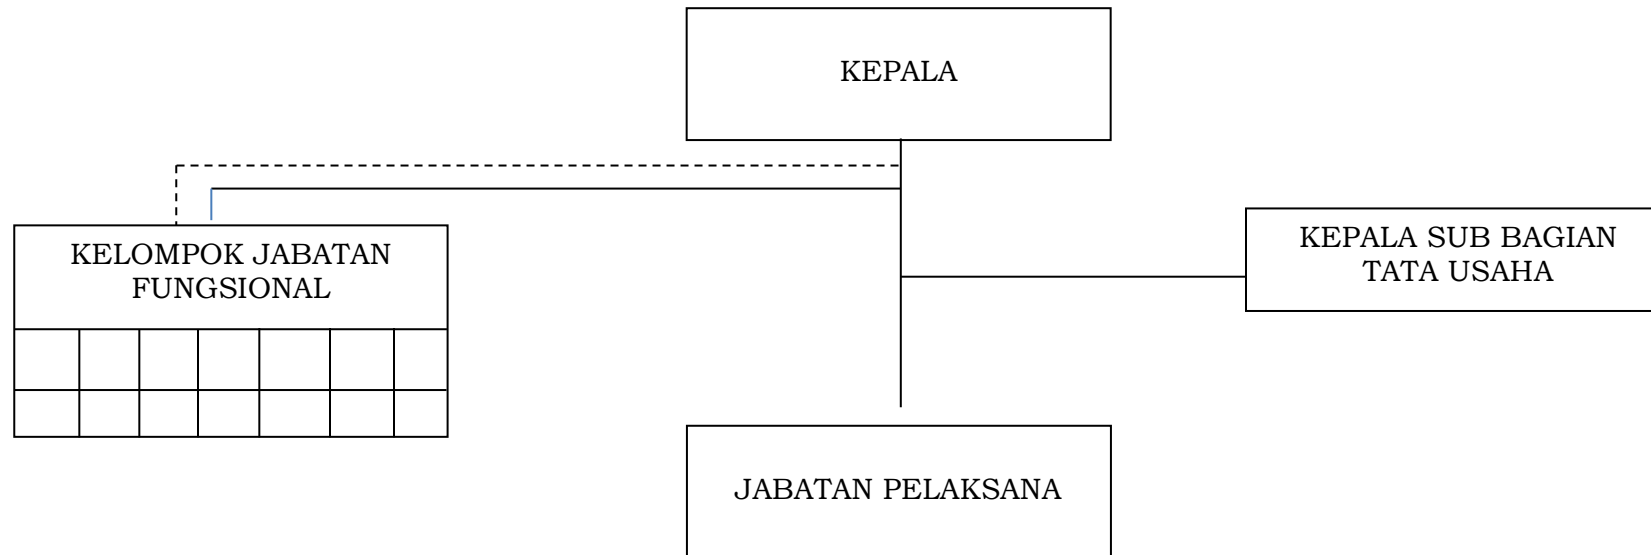 KEPALA
KELOMPOK JABATAN
FUNGSIONAL
KEPALA SUB BAGIAN
TATA USAHA
JABATAN PELAKSANA